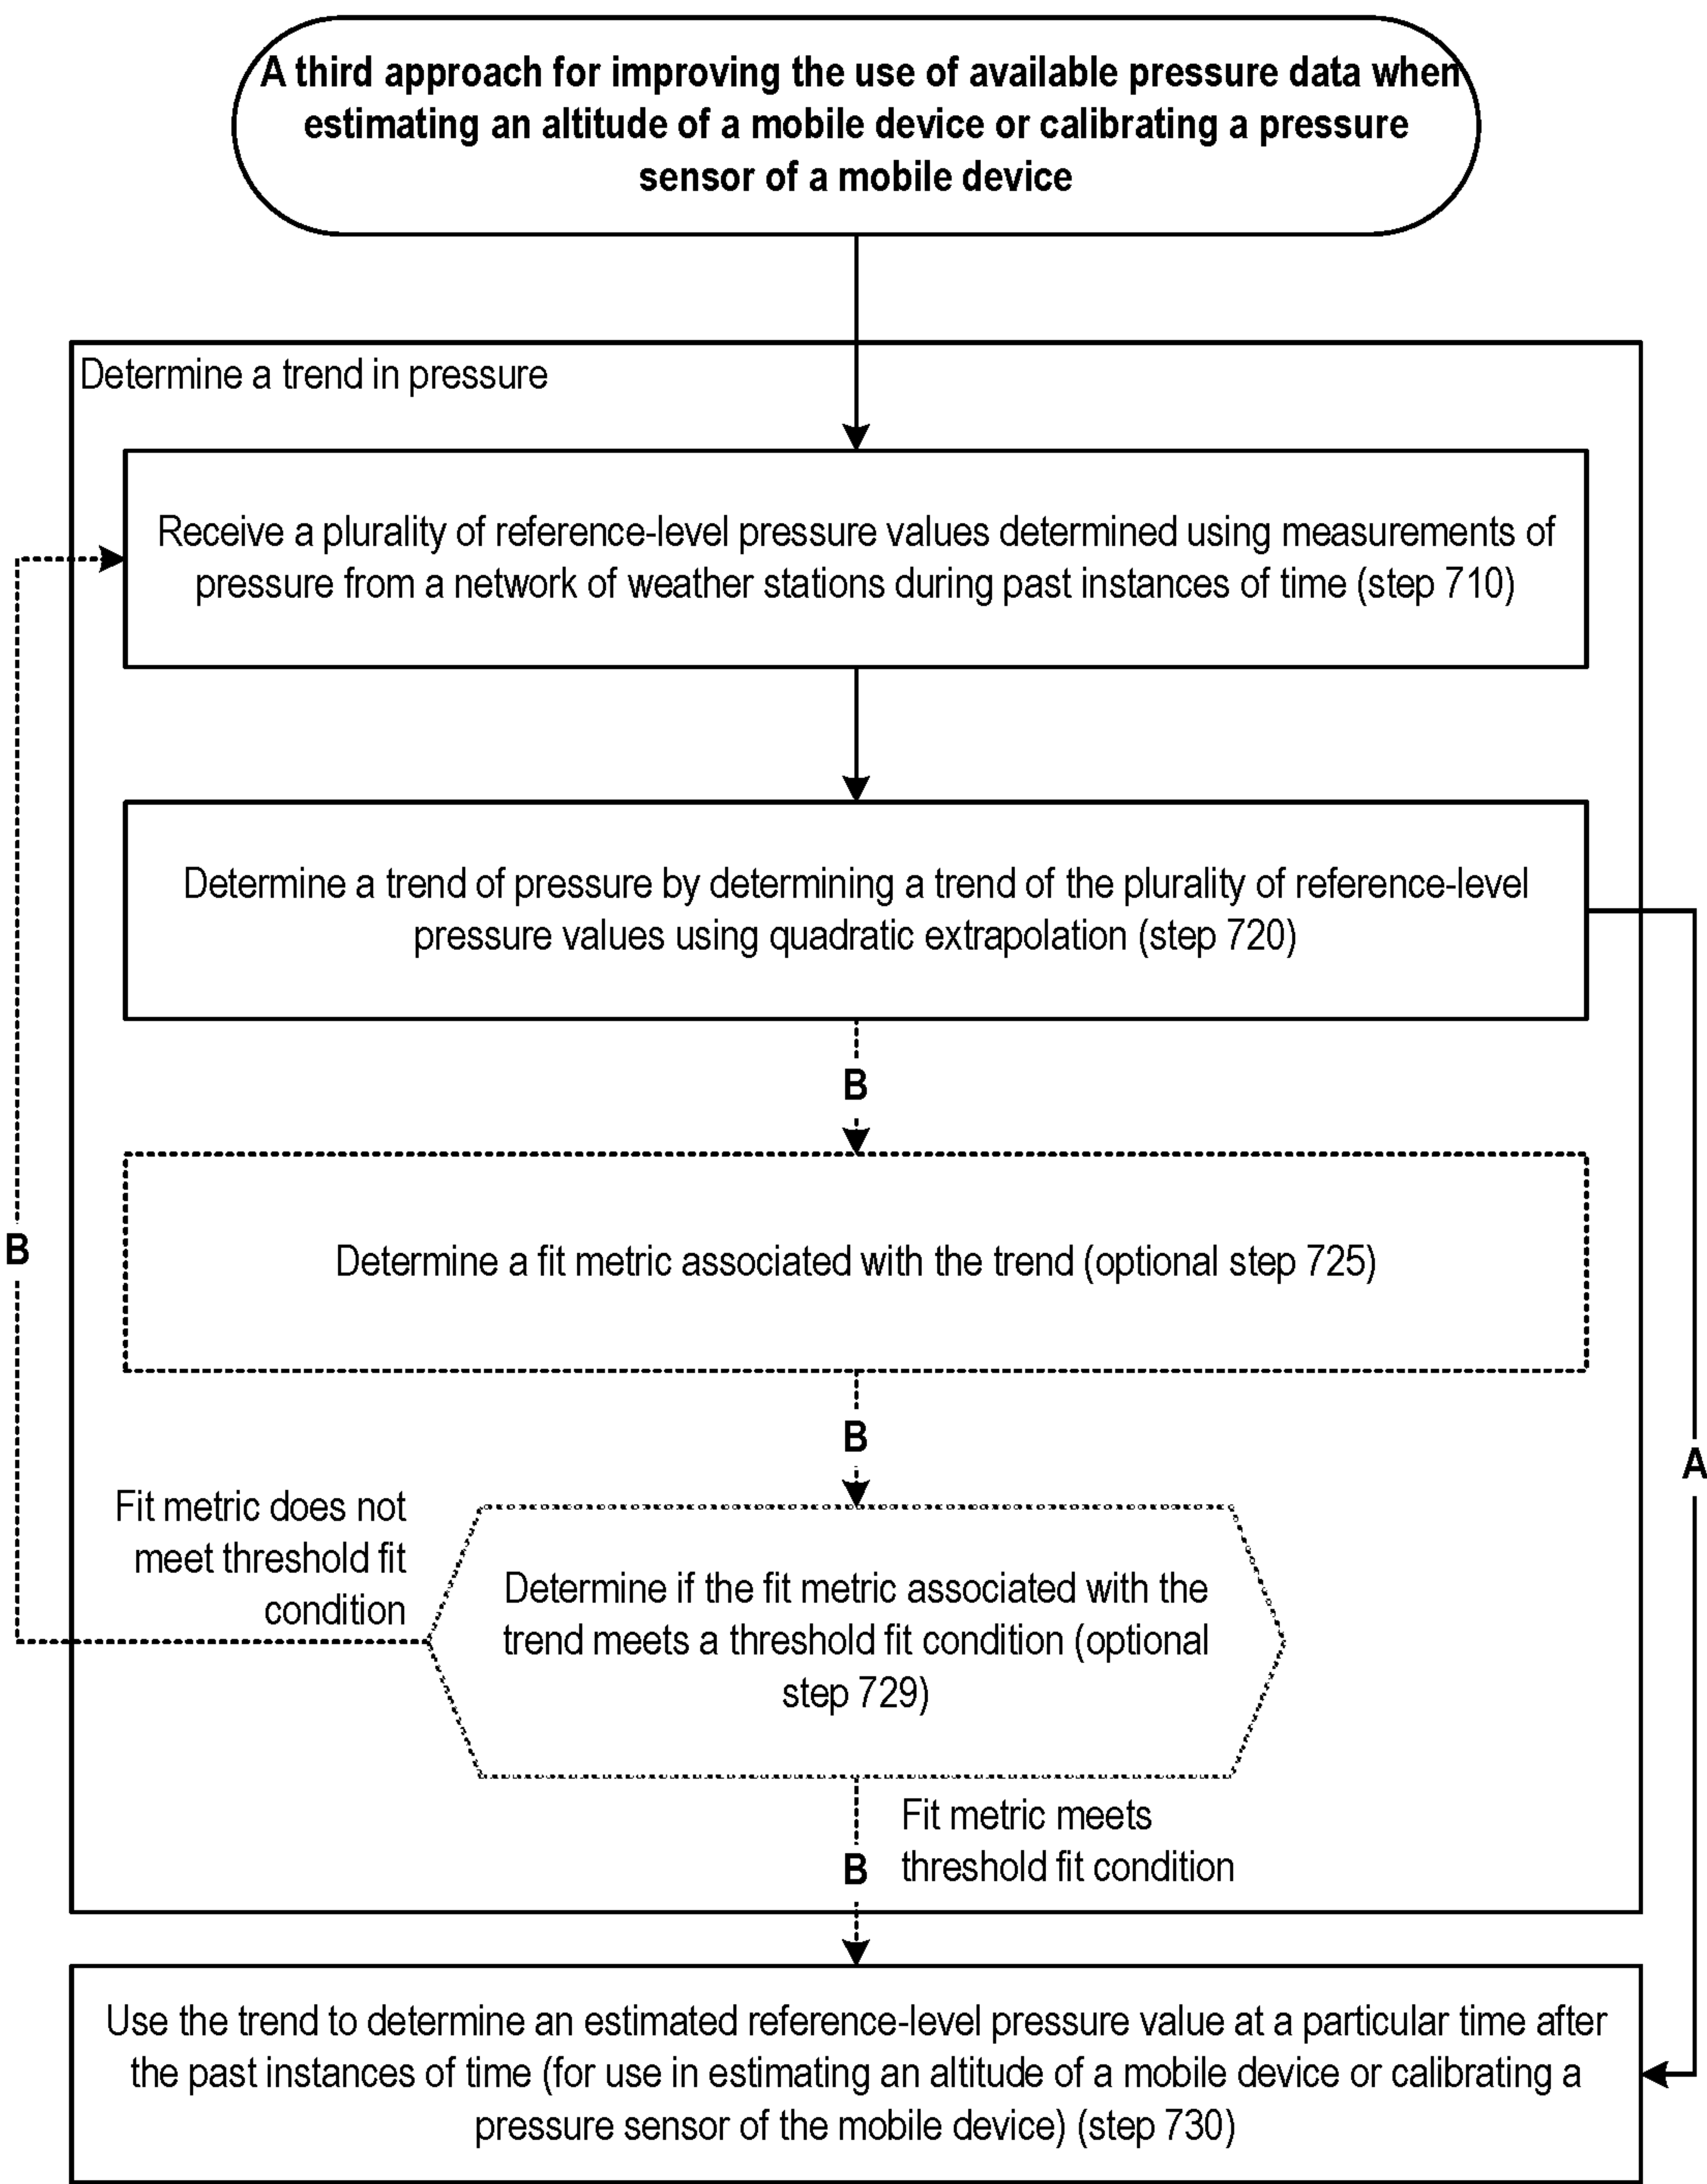 A third approach for improving the use of available pressure data when
estimating an altitude of a mobile device or calibrating a pressure
sensor of a mobile device
Determine a trend in pressure
Receive a plurality of reference-level pressure values determined using measurements of
pressure from a network of weather stations during past instances of time (step 710)
Determine a trend of pressure by determining a trend of the plurality of reference-level
pressure values using quadratic extrapolation (step 720)
B
B
Determine a fit metric associated with the trend (optional step 725)
B
A
Fit metric does not
meet threshold fit
condition
Determine if the fit metric associated with the
trend meets a threshold fit condition (optional
step 729)
Fit metric meets
threshold fit condition
B
Use the trend to determine an estimated reference-level pressure value at a particular time after
the past instances of time (for use in estimating an altitude of a mobile device or calibrating a
pressure sensor of the mobile device) (step 730)